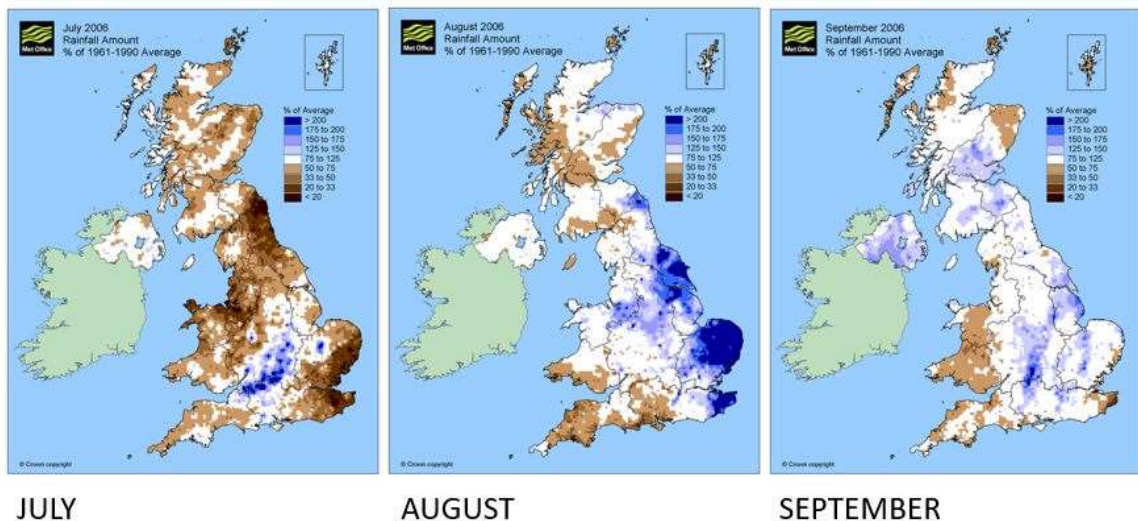 Met Office
July 2006
Rainfall Amount
% of 1961-1990 Average
% of Average
> 200
175 to 200
150 to 175
125 to 150
75 to 125
50 to 75
33 to 50
20 to 33
< 20
© Crown copyright
JULY
Met Office
August 2006
Rainfall Amount
% of 1961-1990 Average
% of Average
> 200
175 to 200
150 to 175
125 to 150
75 to 125
50 to 75
33 to 50
20 to 33
< 20
© Crown copyright
AUGUST
Met Office
September 2006
Rainfall Amount
% of 1961-1990 Average
% of Average
> 200
175 to 200
150 to 175
125 to 150
75 to 125
50 to 75
33 to 50
20 to 33
< 20
© Crown copyright
SEPTEMBER